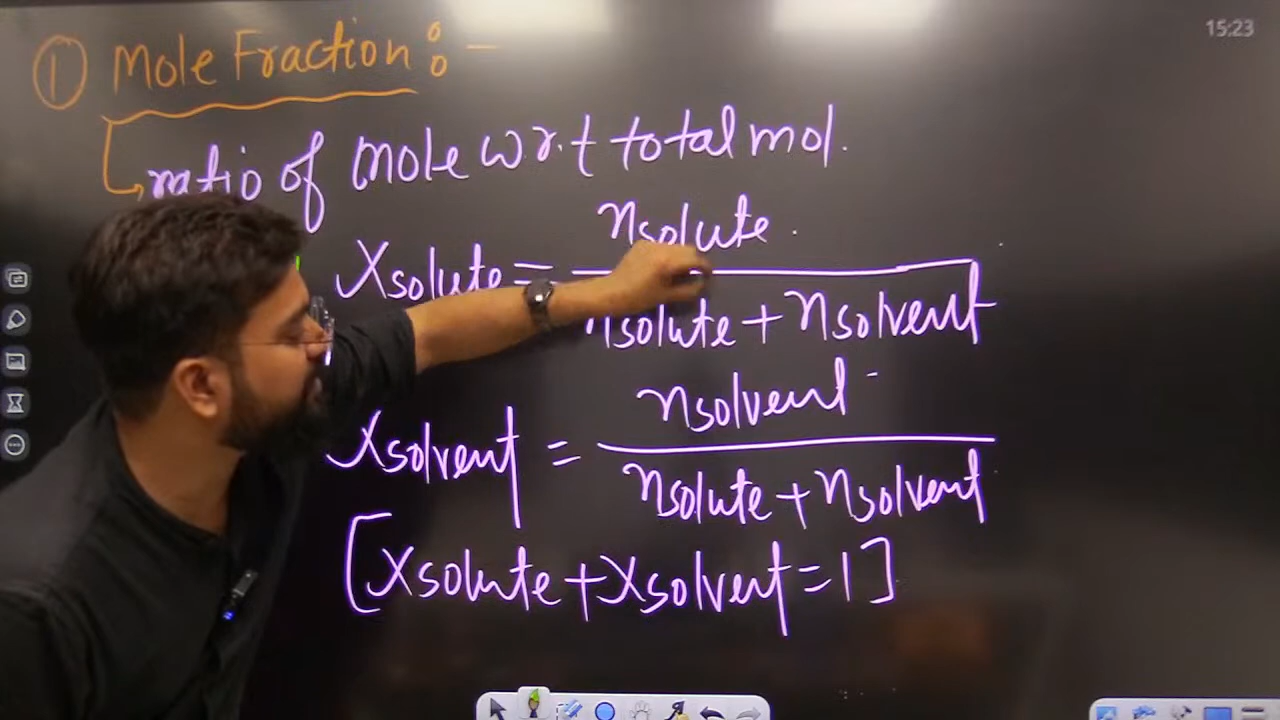 15:23
① Mole Fraction :-
ratio of mole w.r.t total mol.
Xsolute = nsolute
nsolute + nsolvent
Xsolvent = nsolvent
nsolute + nsolvent
[Xsolute + Xsolvent = 1]